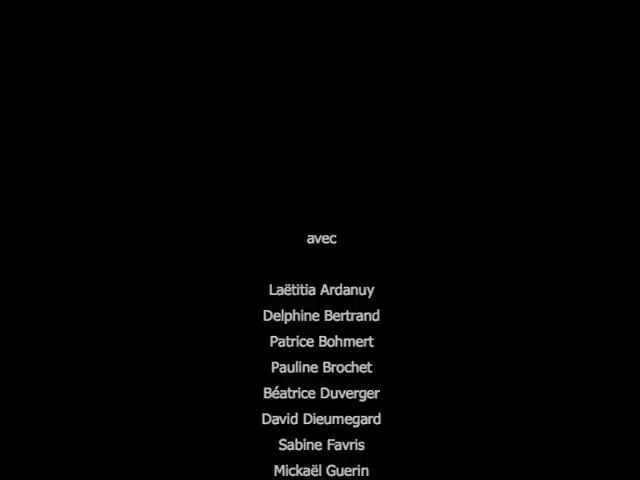 avec
Laëtitia Ardanuy
Delphine Bertrand
Patrice Bohmert
Pauline Brochet
Béatrice Duverger
David Dieumegard
Sabine Favris
Mickaël Guerin